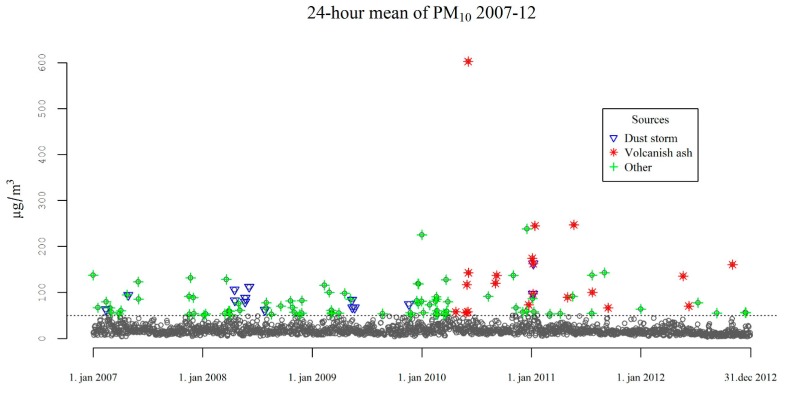 24-hour mean of PM10 2007-12
600
500
400
300
200
100
0
µg/m3
Sources
Dust storm
Volcanish ash
Other
1. jan 2007
1. jan 2008
1. jan 2009
1. jan 2010
1. jan 2011
1. jan 2012
31.dec 2012